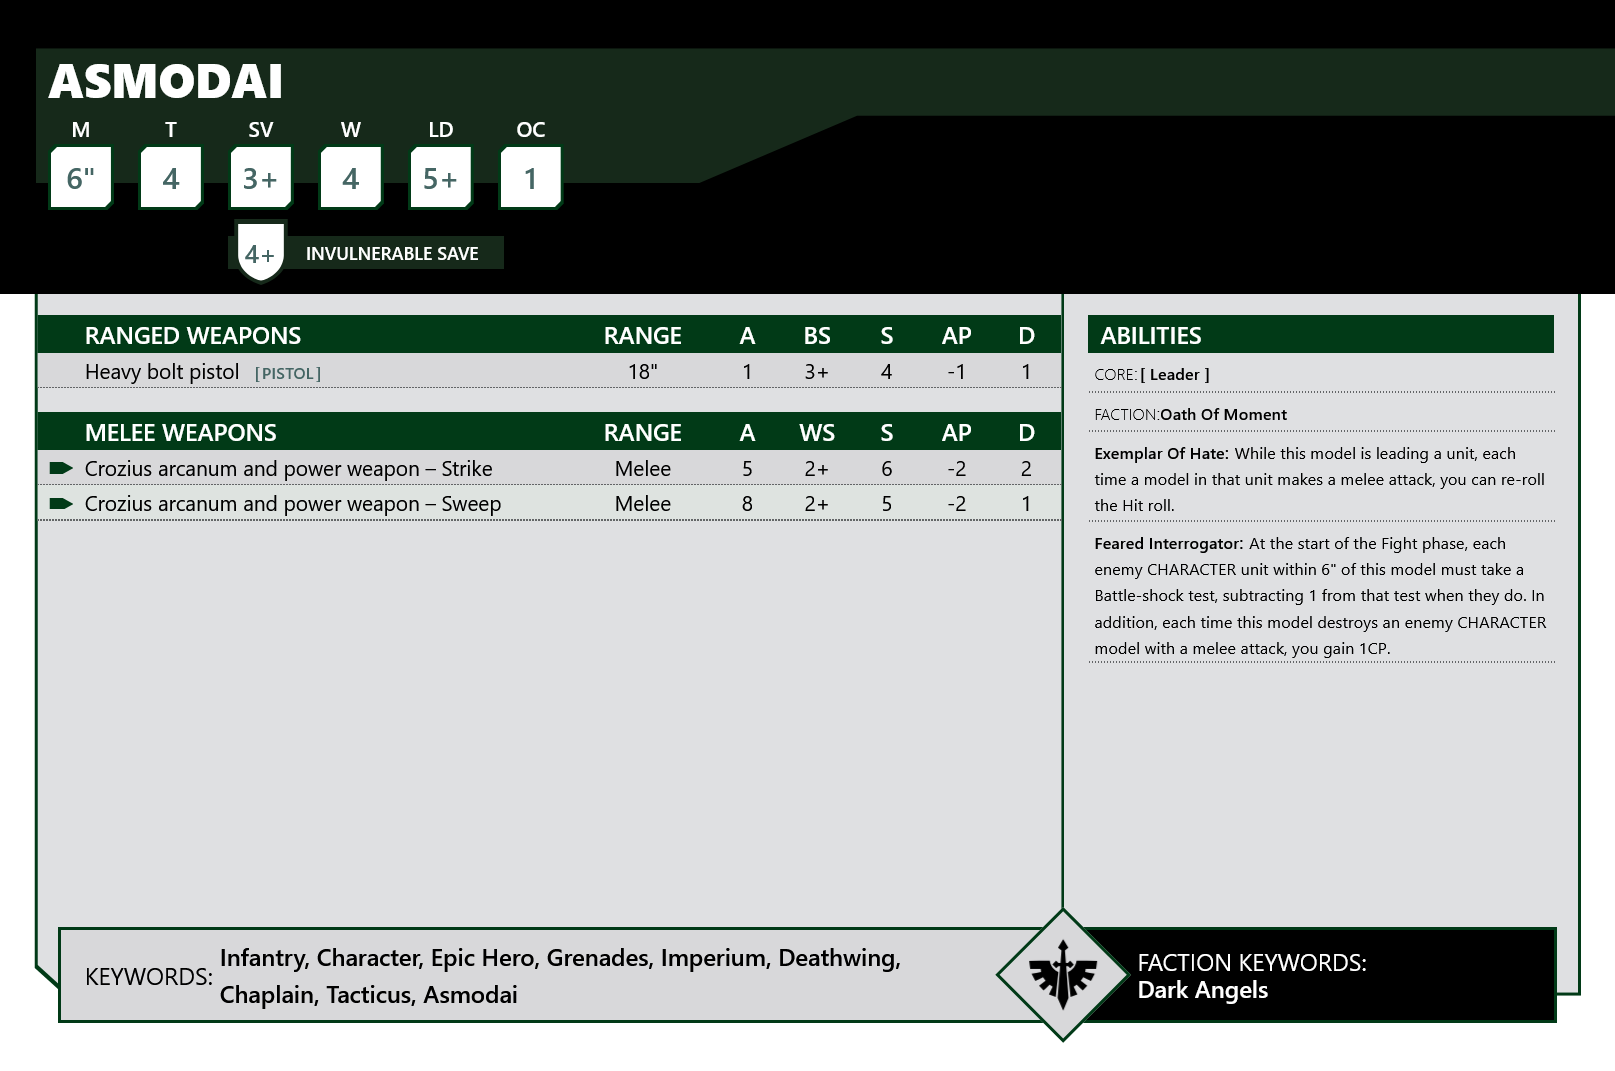 ASMODAI
M T SV W LD OC
6" 4 3+ 4 5+ 1
4+ INVULNERABLE SAVE
RANGED WEAPONS RANGE A BS S AP D
Heavy bolt pistol [PISTOL] 18" 1 3+ 4 -1 1
MELEE WEAPONS RANGE A WS S AP D
Crozius arcanum and power weapon – Strike Melee 5 2+ 6 -2 2
Crozius arcanum and power weapon – Sweep Melee 8 2+ 5 -2 1
ABILITIES
CORE: [ Leader ]
FACTION:Oath Of Moment
Exemplar Of Hate: While this model is leading a unit, each
time a model in that unit makes a melee attack, you can re-roll
the Hit roll.
Feared Interrogator: At the start of the Fight phase, each
enemy CHARACTER unit within 6" of this model must take a
Battle-shock test, subtracting 1 from that test when they do. In
addition, each time this model destroys an enemy CHARACTER
model with a melee attack, you gain 1CP.
KEYWORDS: Infantry, Character, Epic Hero, Grenades, Imperium, Deathwing,
Chaplain, Tacticus, Asmodai
FACTION KEYWORDS:
Dark Angels